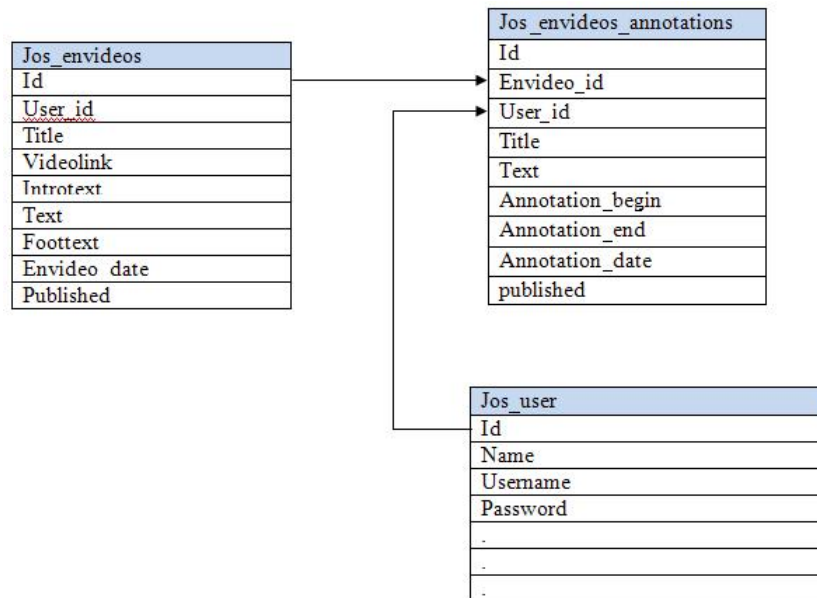 Jos_envideos
Id
User_id
Title
Videolink
Introtext
Text
Foottext
Envideo_date
Published
Jos_envideos_annotations
Id
Envideo_id
User_id
Title
Text
Annotation_begin
Annotation_end
Annotation_date
published
Jos_user
Id
Name
Username
Password
.
.
.